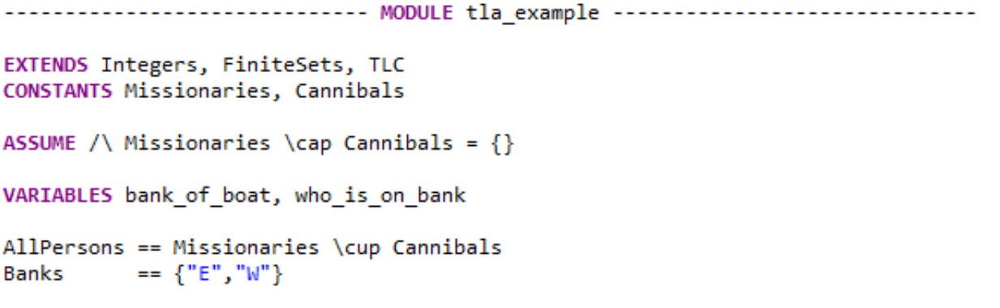 ------------------------------ MODULE tla_example ------------------------------
EXTENDS Integers, FiniteSets, TLC
CONSTANTS Missionaries, Cannibals
ASSUME /\ Missionaries \cap Cannibals = {}
VARIABLES bank_of_boat, who_is_on_bank
AllPersons == Missionaries \cup Cannibals
Banks      == {"E","W"}